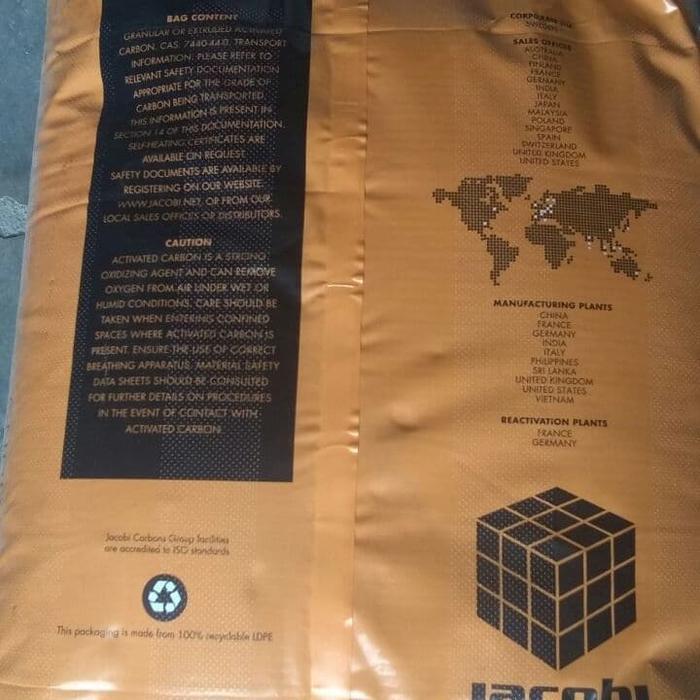 BAG CONTENT
GRANULAR OR EXTRUDED ACTIVATED
CARBON. CAS: 7440-44-0. TRANSPORT
INFORMATION: PLEASE REFER TO
RELEVANT SAFETY DOCUMENTATION
APPROPRIATE FOR THE GRADE OF
CARBON BEING TRANSPORTED.
THIS INFORMATION IS PRESENT IN
SECTION 14 OF THIS DOCUMENTATION.
SELF-HEATING CERTIFICATES ARE
AVAILABLE ON REQUEST.
SAFETY DOCUMENTS ARE AVAILABLE BY
REGISTERING ON OUR WEBSITE:
WWW.JACOBI.NET, OR FROM OUR
LOCAL SALES OFFICES OR DISTRIBUTORS.
CAUTION
ACTIVATED CARBON IS A STRONG
OXIDIZING AGENT AND CAN REMOVE
OXYGEN FROM AIR UNDER WET OR
HUMID CONDITIONS. CARE SHOULD BE
TAKEN WHEN ENTERING CONFINED
SPACES WHERE ACTIVATED CARBON IS
PRESENT. ENSURE THE USE OF CORRECT
BREATHING APPARATUS. MATERIAL SAFETY
DATA SHEETS SHOULD BE CONSULTED
FOR FURTHER DETAILS ON PROCEDURES
IN THE EVENT OF CONTACT WITH
ACTIVATED CARBON.
Jacobi Carbons Group facilities
are accredited to ISO standards
This packaging is made from 100% recyclable LDPE
CORPORATE
SWEDEN
SALES OFFICES
AUSTRALIA
CHINA
FINLAND
FRANCE
GERMANY
INDIA
ITALY
JAPAN
MALAYSIA
POLAND
SINGAPORE
SPAIN
SWITZERLAND
UNITED KINGDOM
UNITED STATES
MANUFACTURING PLANTS
CHINA
FRANCE
GERMANY
INDIA
ITALY
PHILIPPINES
SRI LANKA
UNITED KINGDOM
UNITED STATES
VIETNAM
REACTIVATION PLANTS
FRANCE
GERMANY
Jacobi